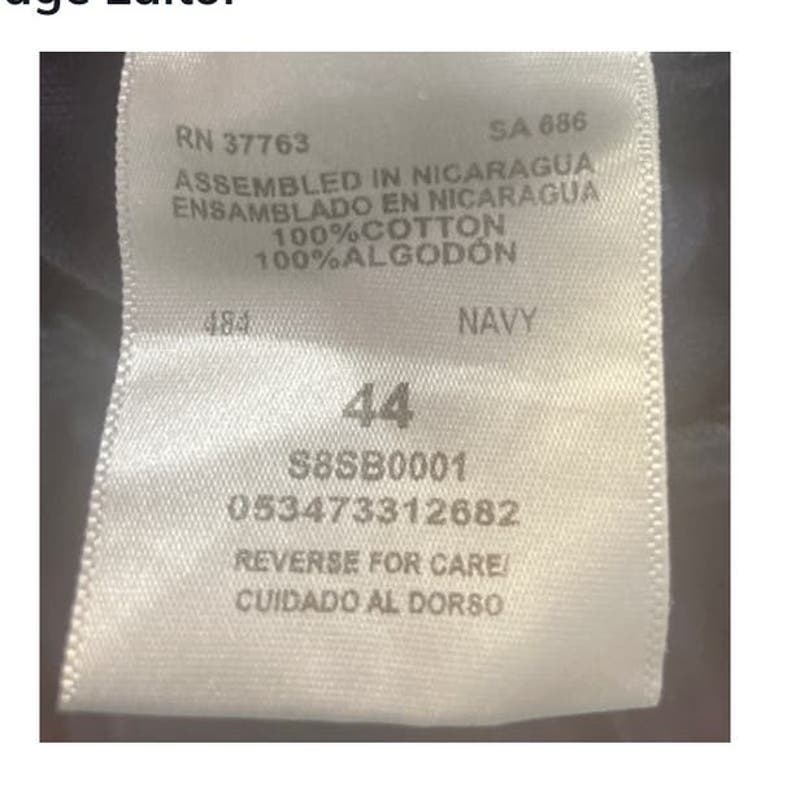 RN 37763 SA 686
ASSEMBLED IN NICARAGUA
ENSAMBLADO EN NICARAGUA
100%COTTON
100%ALGODÓN
484 NAVY
44
S8SB0001
053473312682
REVERSE FOR CARE/
CUIDADO AL DORSO